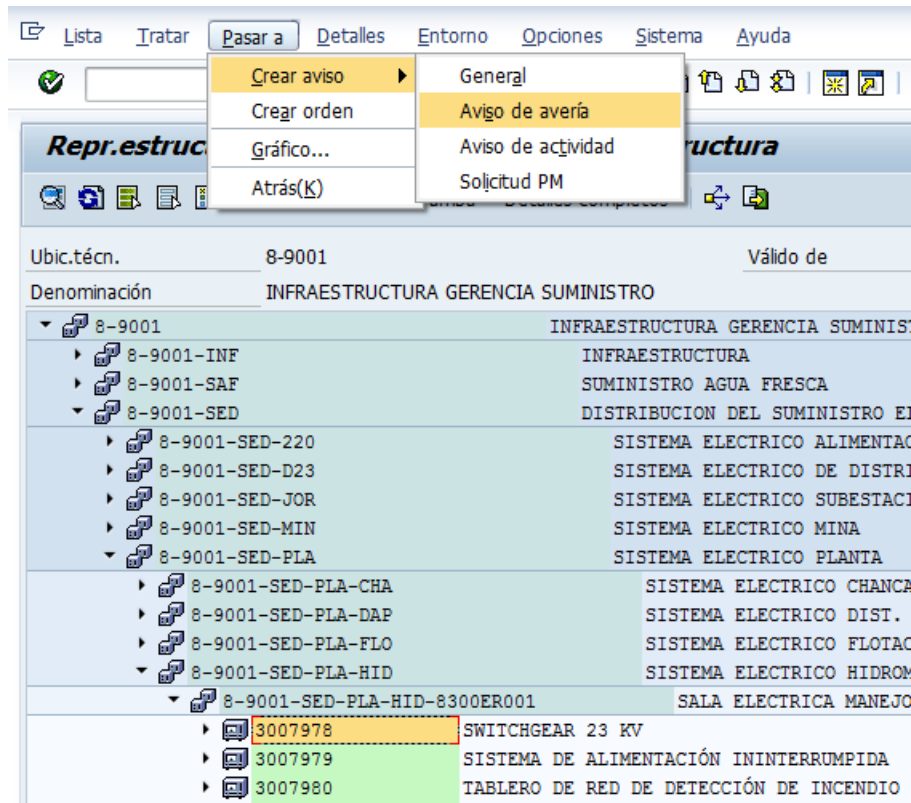 Lista Tratar Pasar a Detalles Entorno Opciones Sistema Ayuda
Crear aviso
Crear orden
Gráfico...
Atrás(K)
General
Aviso de avería
Aviso de actividad
Solicitud PM
Repr.estruc ructura
Detalles completos
Ubic.técn. 8-9001 Válido de
Denominación INFRAESTRUCTURA GERENCIA SUMINISTRO
8-9001 INFRAESTRUCTURA GERENCIA SUMINIST
8-9001-INF INFRAESTRUCTURA
8-9001-SAF SUMINISTRO AGUA FRESCA
8-9001-SED DISTRIBUCION DEL SUMINISTRO EL
8-9001-SED-220 SISTEMA ELECTRICO ALIMENTAC
8-9001-SED-D23 SISTEMA ELECTRICO DE DISTRI
8-9001-SED-JOR SISTEMA ELECTRICO SUBESTACI
8-9001-SED-MIN SISTEMA ELECTRICO MINA
8-9001-SED-PLA SISTEMA ELECTRICO PLANTA
8-9001-SED-PLA-CHA SISTEMA ELECTRICO CHANCA
8-9001-SED-PLA-DAP SISTEMA ELECTRICO DIST.
8-9001-SED-PLA-FLO SISTEMA ELECTRICO FLOTAC
8-9001-SED-PLA-HID SISTEMA ELECTRICO HIDROM
8-9001-SED-PLA-HID-8300ER001 SALA ELECTRICA MANEJO
3007978 SWITCHGEAR 23 KV
3007979 SISTEMA DE ALIMENTACIÓN ININTERRUMPIDA
3007980 TABLERO DE RED DE DETECCIÓN DE INCENDIO